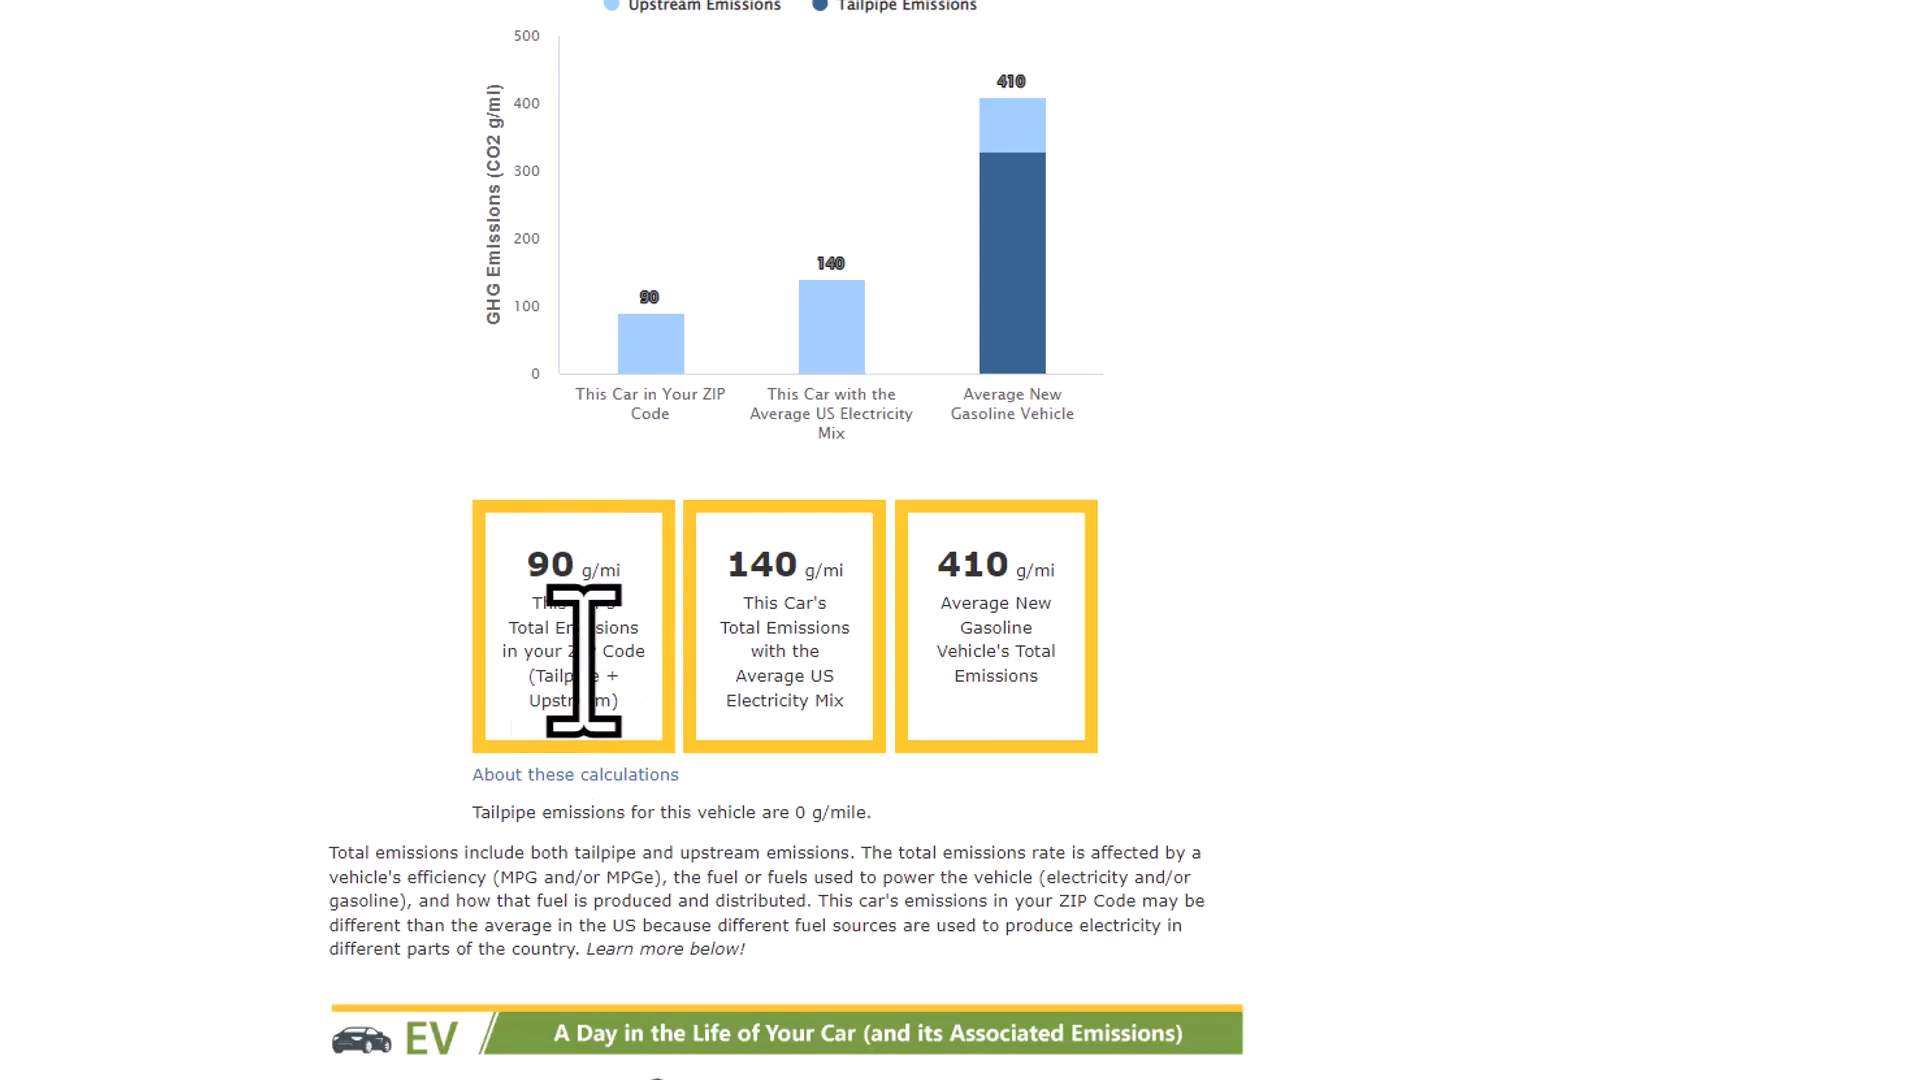 Upstream Emissions Tailpipe Emissions
500
410
400
300
200
140
90
100
0
GHG Emissions (CO2 g/mi)
This Car in Your ZIP
Code
This Car with the
Average US Electricity
Mix
Average New
Gasoline Vehicle
90 g/mi
Total
in your Code
+
140 g/mi
This Car's
Total Emissions
with the
Average US
Electricity Mix
410 g/mi
Average New
Gasoline
Vehicle's Total
Emissions
About these calculations
Tailpipe emissions for this vehicle are 0 g/mile.
Total emissions include both tailpipe and upstream emissions. The total emissions rate is affected by a
vehicle's efficiency (MPG and/or MPGe), the fuel or fuels used to power the vehicle (electricity and/or
gasoline), and how that fuel is produced and distributed. This car's emissions in your ZIP Code may be
different than the average in the US because different fuel sources are used to produce electricity in
different parts of the country. Learn more below!
EV A Day in the Life of Your Car (and its Associated Emissions)